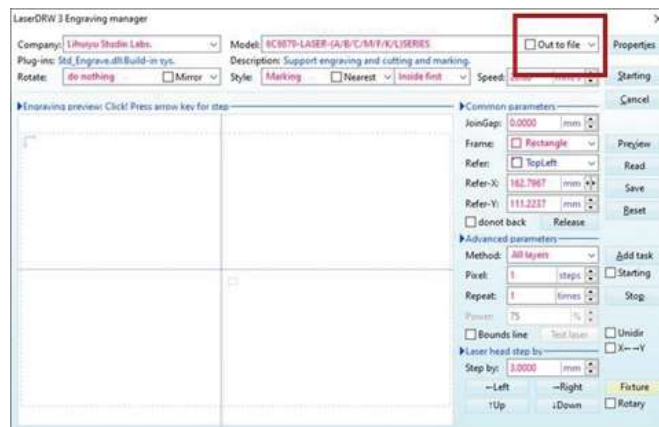 LaserDRW 3 Engraving manager
Company: Lihuiyu Studio Labs. Model: 6C6879-LASER-(A/B/C/M/F/K/L)SERIES Out to file Properties
Plug-ins: Std_Engrave.dll:Build-in sys. Description: Support engraving and cutting and marking.
Rotate: do nothing Mirror Style: Marking Nearest Inside first Speed: Starting
Engraving preview: Click! Press arrow key for step Common parameters Cancel
JoinGap: 0.0000 mm
Frame: Rectangle Preview
Refer: TopLeft Read
Refer-X: 162.7967 mm Save
Refer-Y: 111.2237 mm Reset
donot back Release
Advanced parameters
Method: All layers Add task
Pixel: 1 steps Starting
Repeat: 1 times Stop
Power: 75 %
Bounds line Test laser Unidir
Laser head step by X←→Y
Step by: 3.0000 mm
←Left →Right Fixture
↑Up ↓Down Rotary